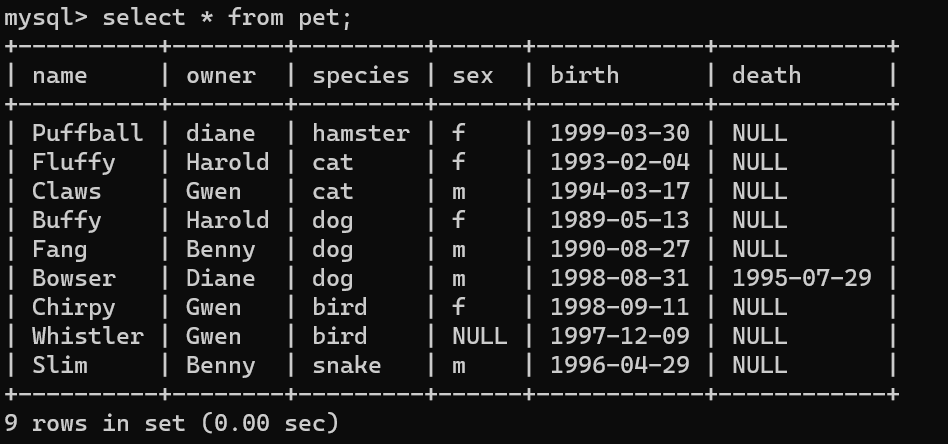 mysql> select * from pet;
+----------+--------+---------+------+------------+------------+
| name     | owner  | species | sex  | birth      | death      |
+----------+--------+---------+------+------------+------------+
| Puffball | diane  | hamster | f    | 1999-03-30 | NULL       |
| Fluffy   | Harold | cat     | f    | 1993-02-04 | NULL       |
| Claws    | Gwen   | cat     | m    | 1994-03-17 | NULL       |
| Buffy    | Harold | dog     | f    | 1989-05-13 | NULL       |
| Fang     | Benny  | dog     | m    | 1990-08-27 | NULL       |
| Bowser   | Diane  | dog     | m    | 1998-08-31 | 1995-07-29 |
| Chirpy   | Gwen   | bird    | f    | 1998-09-11 | NULL       |
| Whistler | Gwen   | bird    | NULL | 1997-12-09 | NULL       |
| Slim     | Benny  | snake   | m    | 1996-04-29 | NULL       |
+----------+--------+---------+------+------------+------------+
9 rows in set (0.00 sec)